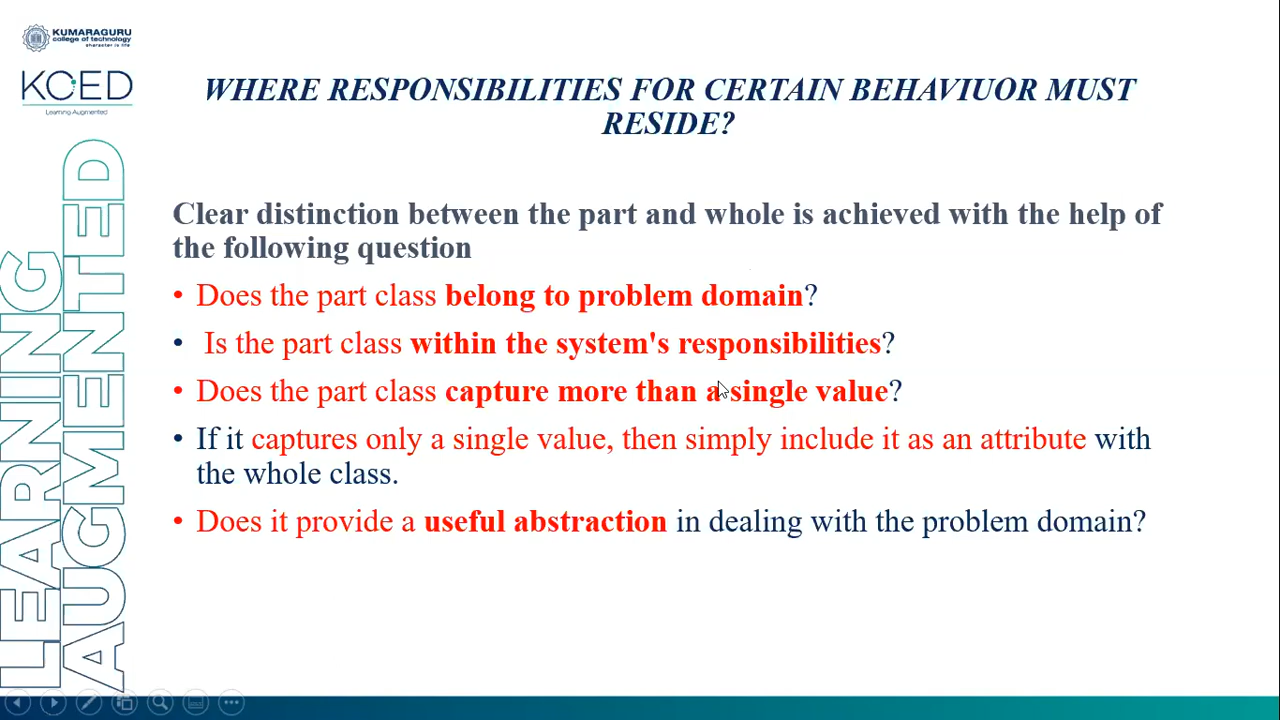 KUMARAGURU
college of technology
character is life
KCED
Learning Augmented
LEARNING
AUGMENTED
WHERE RESPONSIBILITIES FOR CERTAIN BEHAVIUOR MUST
RESIDE?
Clear distinction between the part and whole is achieved with the help of
the following question
• Does the part class belong to problem domain?
• Is the part class within the system's responsibilities?
• Does the part class capture more than a single value?
• If it captures only a single value, then simply include it as an attribute with
the whole class.
• Does it provide a useful abstraction in dealing with the problem domain?